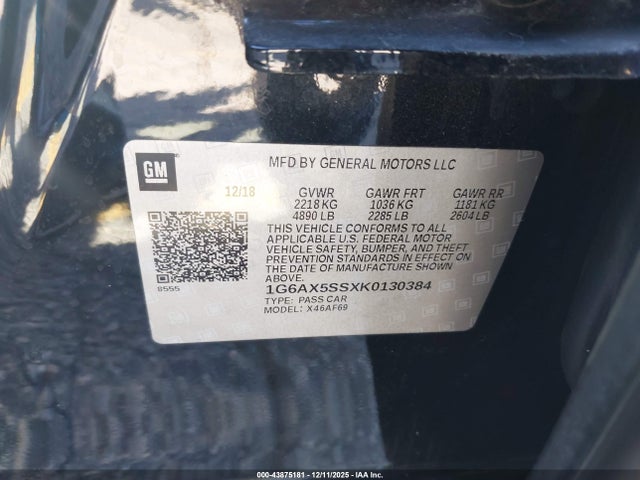 GM
MFD BY GENERAL MOTORS LLC
12/18 GVWR GAWR FRT GAWR RR
2218 KG 1036 KG 1181 KG
4890 LB 2285 LB 2604 LB
THIS VEHICLE CONFORMS TO ALL
APPLICABLE U.S. FEDERAL MOTOR
VEHICLE SAFETY, BUMPER, AND THEFT
PREVENTION STANDARDS IN EFFECT ON
THE DATE OF MANUFACTURE SHOWN
ABOVE.
8555
1G6AX5SSXK0130384
TYPE: PASS CAR
MODEL: X46AF69
000-43875181 - 12/11/2025 - IAA Inc.